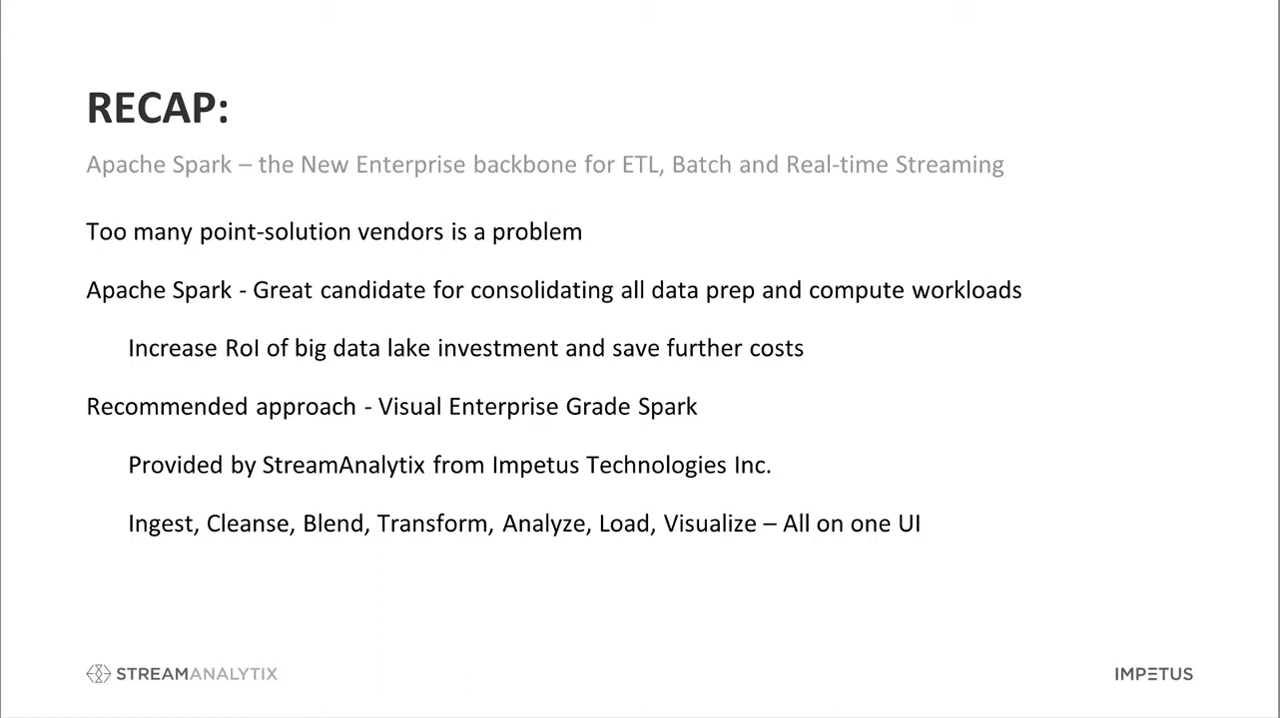 RECAP:
Apache Spark – the New Enterprise backbone for ETL, Batch and Real-time Streaming
Too many point-solution vendors is a problem
Apache Spark - Great candidate for consolidating all data prep and compute workloads
Increase RoI of big data lake investment and save further costs
Recommended approach - Visual Enterprise Grade Spark
Provided by StreamAnalytix from Impetus Technologies Inc.
Ingest, Cleanse, Blend, Transform, Analyze, Load, Visualize – All on one UI
STREAMANALYTIX
IMPETUS